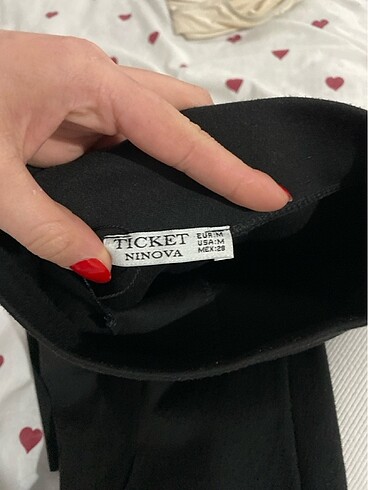 TICKET
NINOVA
EUR:M
USA:M
MEX:28